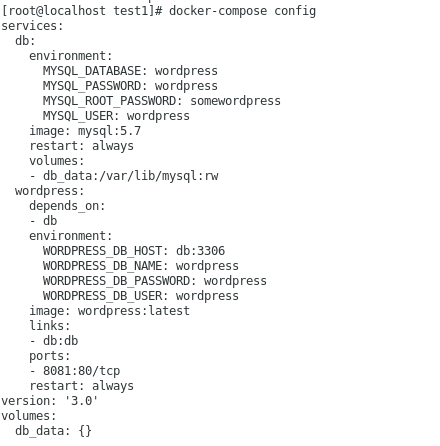 [root@localhost test1]# docker-compose config
services:
  db:
    environment:
      MYSQL_DATABASE: wordpress
      MYSQL_PASSWORD: wordpress
      MYSQL_ROOT_PASSWORD: somewordpress
      MYSQL_USER: wordpress
    image: mysql:5.7
    restart: always
    volumes:
    - db_data:/var/lib/mysql:rw
  wordpress:
    depends_on:
    - db
    environment:
      WORDPRESS_DB_HOST: db:3306
      WORDPRESS_DB_NAME: wordpress
      WORDPRESS_DB_PASSWORD: wordpress
      WORDPRESS_DB_USER: wordpress
    image: wordpress:latest
    links:
    - db:db
    ports:
    - 8081:80/tcp
    restart: always
version: '3.0'
volumes:
  db_data: {}